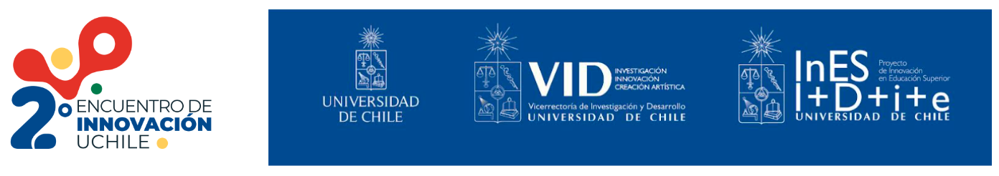 2º
ENCUENTRO DE
INNOVACIÓN
UCHILE
UNIVERSIDAD
DE CHILE
VID
INVESTIGACIÓN
INNOVACIÓN
CREACIÓN ARTÍSTICA
Vicerrectoría de Investigación y Desarrollo
UNIVERSIDAD DE CHILE
InES
Proyecto
de Innovación
en Educación Superior
I+D+i+e
UNIVERSIDAD DE CHILE